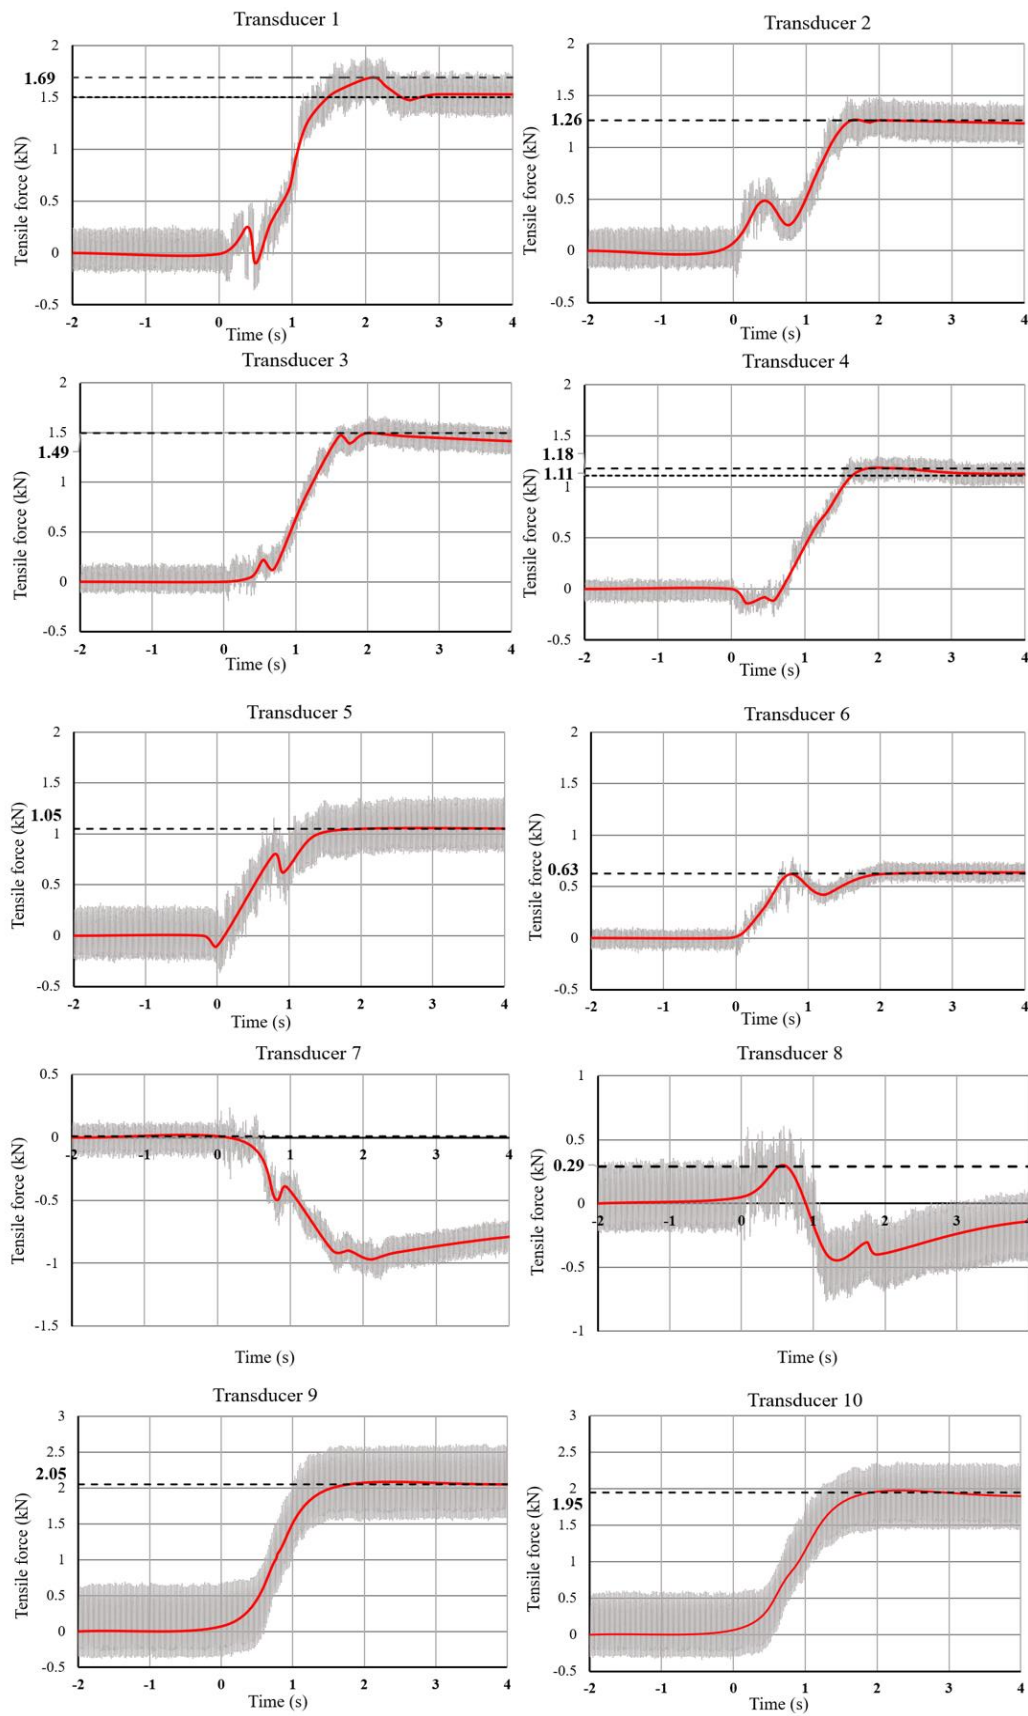 Transducer 1
2
1.69
1.5
1
0.5
0
-0.5
-2 -1 0 1 2 3 4
Tensile force (kN)
Time (s)
Transducer 2
2
1.5
1.26
1
0.5
0
-0.5
-2 -1 0 1 2 3 4
Tensile force (kN)
Time (s)
Transducer 3
2
1.5
1.49
1
0.5
0
-0.5
-2 -1 0 1 2 3 4
Tensile force (kN)
Time (s)
Transducer 4
2
1.5
1.18
1.11
1
0.5
0
-0.5
-2 -1 0 1 2 3 4
Tensile force (kN)
Time (s)
Transducer 5
2
1.5
1.05
1
0.5
0
-0.5
-2 -1 0 1 2 3 4
Tensile force (kN)
Time (s)
Transducer 6
2
1.5
1
0.63
0.5
0
-0.5
-2 -1 0 1 2 3 4
Tensile force (kN)
Time (s)
Transducer 7
0.5
0
-2 -1 0 1 2 3 4
-0.5
-1
-1.5
Tensile force (kN)
Time (s)
Transducer 8
1
0.5
0.29
0
-2 -1 0 1 2 3 4
-0.5
-1
Tensile force (kN)
Time (s)
Transducer 9
3
2.5
2.05
2
1.5
1
0.5
0
-0.5
-2 -1 0 1 2 3 4
Tensile force (kN)
Time (s)
Transducer 10
3
2.5
2
1.95
1.5
1
0.5
0
-0.5
-2 -1 0 1 2 3 4
Tensile force (kN)
Time (s)